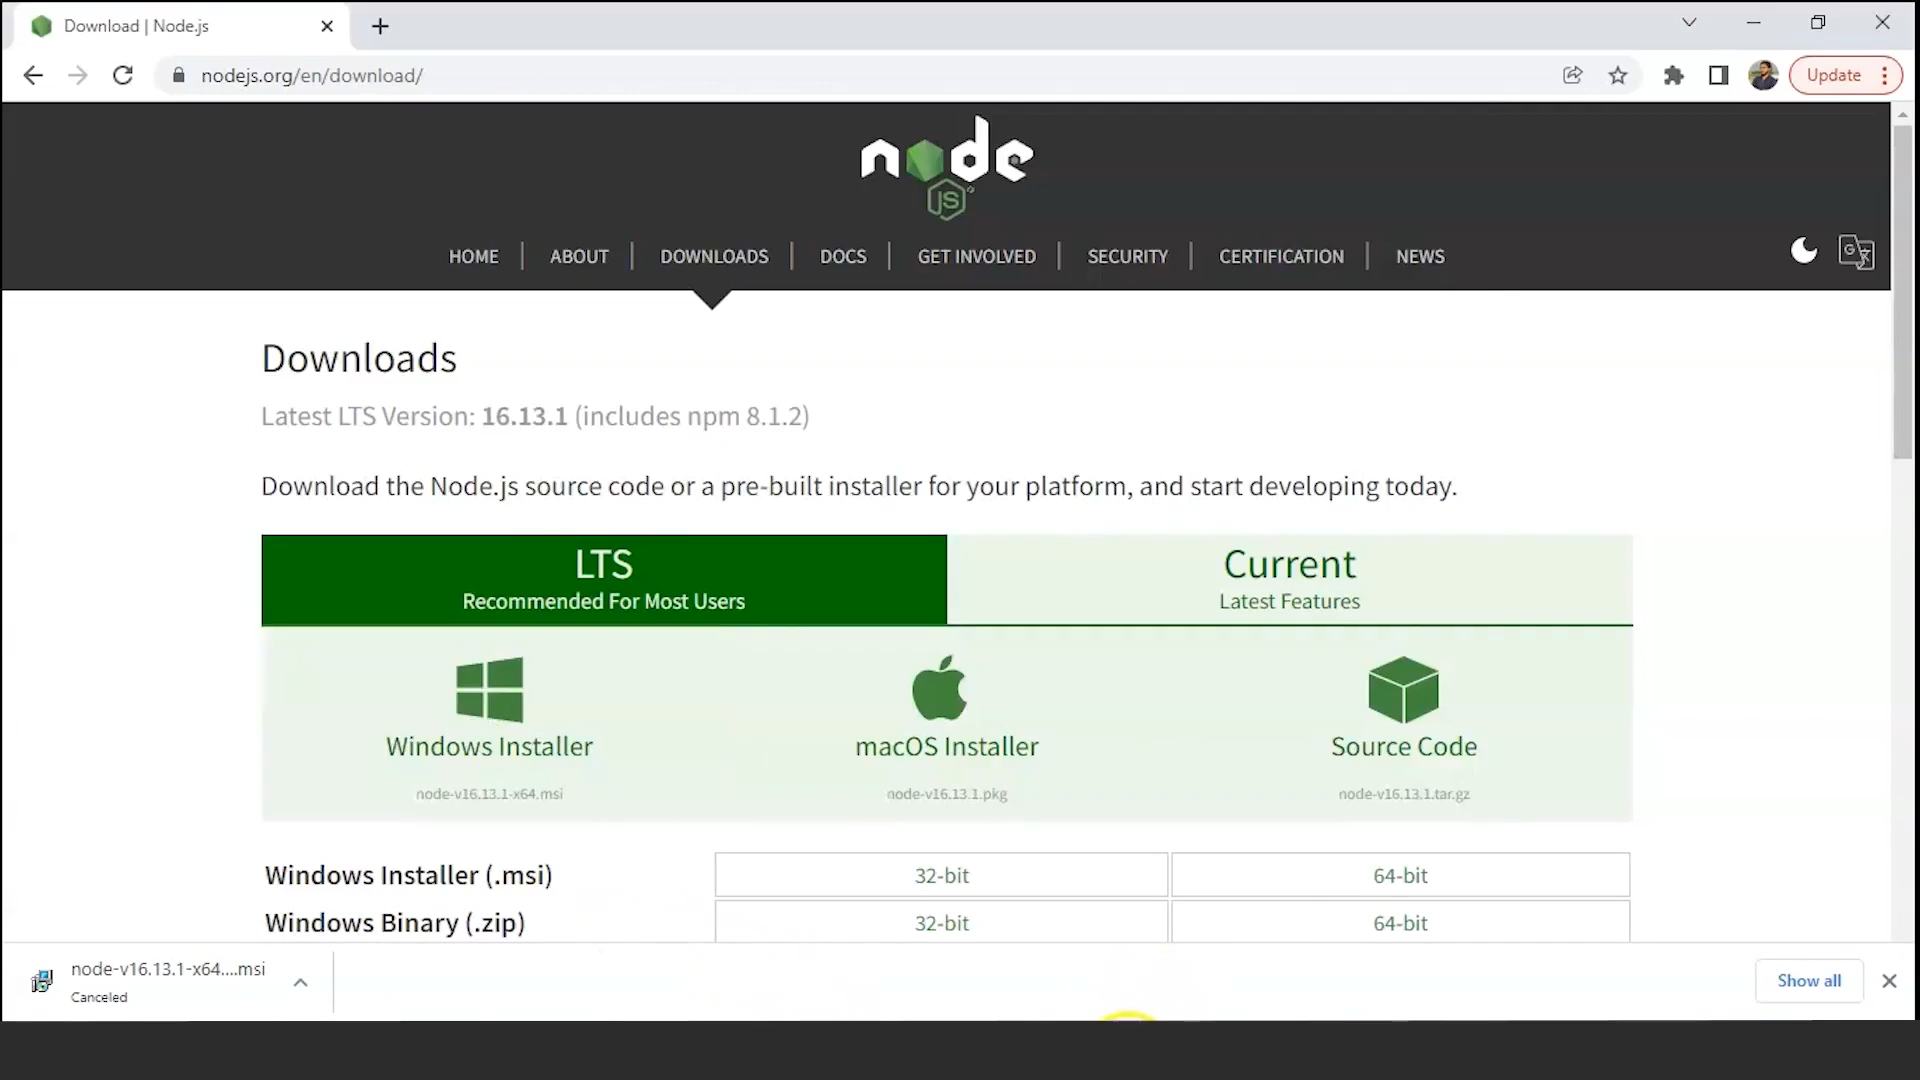 Download | Node.js
nodejs.org/en/download/
Update
node
JS
HOME
ABOUT
DOWNLOADS
DOCS
GET INVOLVED
SECURITY
CERTIFICATION
NEWS
Downloads
Latest LTS Version: 16.13.1 (includes npm 8.1.2)
Download the Node.js source code or a pre-built installer for your platform, and start developing today.
LTS
Recommended For Most Users
Current
Latest Features
Windows Installer
node-v16.13.1-x64.msi
macOS Installer
node-v16.13.1.pkg
Source Code
node-v16.13.1.tar.gz
Windows Installer (.msi)
32-bit
64-bit
Windows Binary (.zip)
32-bit
64-bit
node-v16.13.1-x64....msi
Canceled
Show all